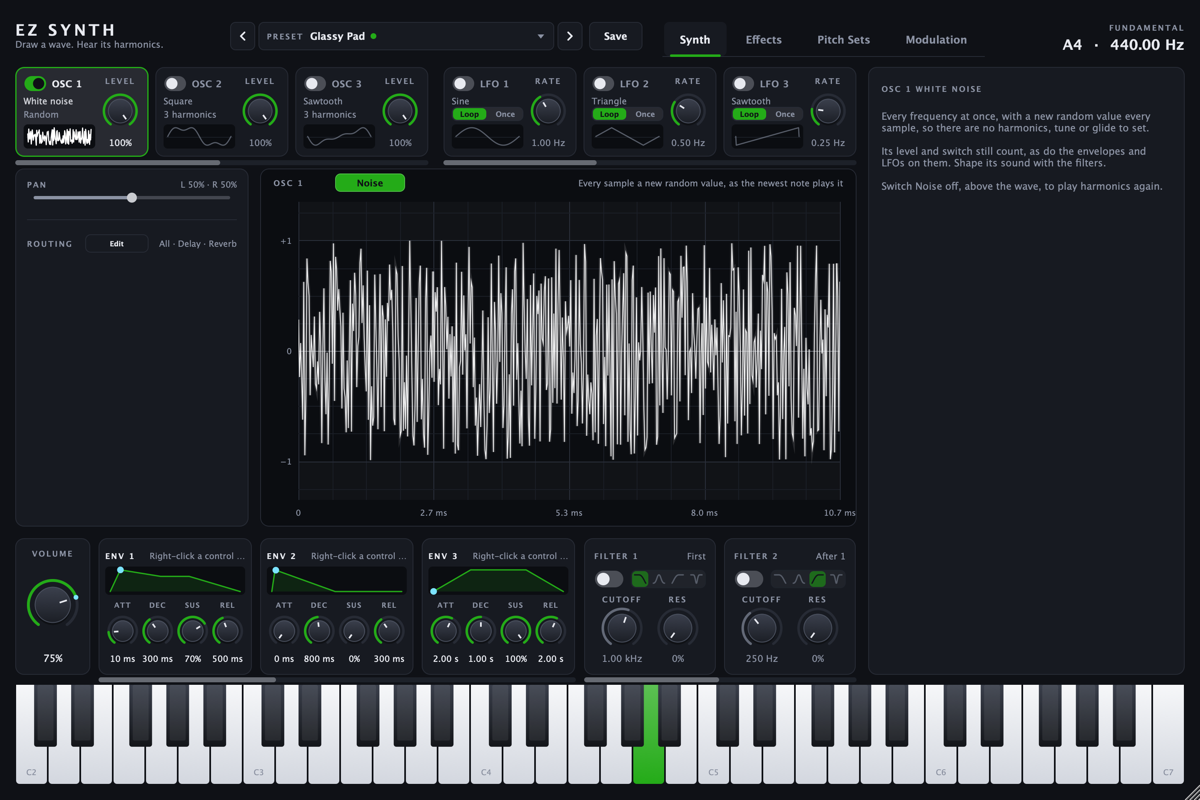 EZ SYNTH
Draw a wave. Hear its harmonics.
PRESET Glassy Pad
Save
Synth
Effects
Pitch Sets
Modulation
FUNDAMENTAL
A4 · 440.00 Hz
OSC 1
LEVEL
White noise
Random
100%
OSC 2
LEVEL
Square
3 harmonics
100%
OSC 3
LEVEL
Sawtooth
3 harmonics
100%
LFO 1
RATE
Sine
Loop Once
1.00 Hz
LFO 2
RATE
Triangle
Loop Once
0.50 Hz
LFO 3
RATE
Sawtooth
Loop Once
0.25 Hz
OSC 1 WHITE NOISE
Every frequency at once, with a new random value every
sample, so there are no harmonics, tune or glide to set.
Its level and switch still count, as do the envelopes and
LFOs on them. Shape its sound with the filters.
Switch Noise off, above the wave, to play harmonics again.
PAN
L 50% · R 50%
ROUTING
Edit
All · Delay · Reverb
OSC 1
Noise
Every sample a new random value, as the newest note plays it
+1
0
−1
0
2.7 ms
5.3 ms
8.0 ms
10.7 ms
VOLUME
75%
ENV 1
Right-click a control ...
ATT DEC SUS REL
10 ms 300 ms 70% 500 ms
ENV 2
Right-click a control ...
ATT DEC SUS REL
0 ms 800 ms 0% 300 ms
ENV 3
Right-click a control ...
ATT DEC SUS REL
2.00 s 1.00 s 100% 2.00 s
FILTER 1
First
CUTOFF RES
1.00 kHz 0%
FILTER 2
After 1
CUTOFF RES
250 Hz 0%
C2
C3
C4
C5
C6
C7